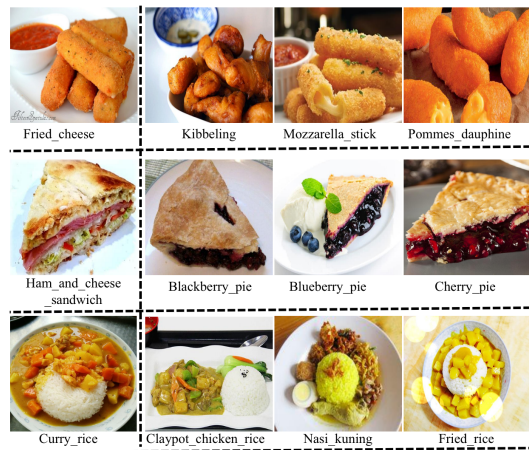 Fried_cheese
Kibbeling
Mozzarella_stick
Pommes_dauphine
Ham_and_cheese
_sandwich
Blackberry_pie
Blueberry_pie
Cherry_pie
Curry_rice
Claypot_chicken_rice
Nasi_kuning
Fried_rice